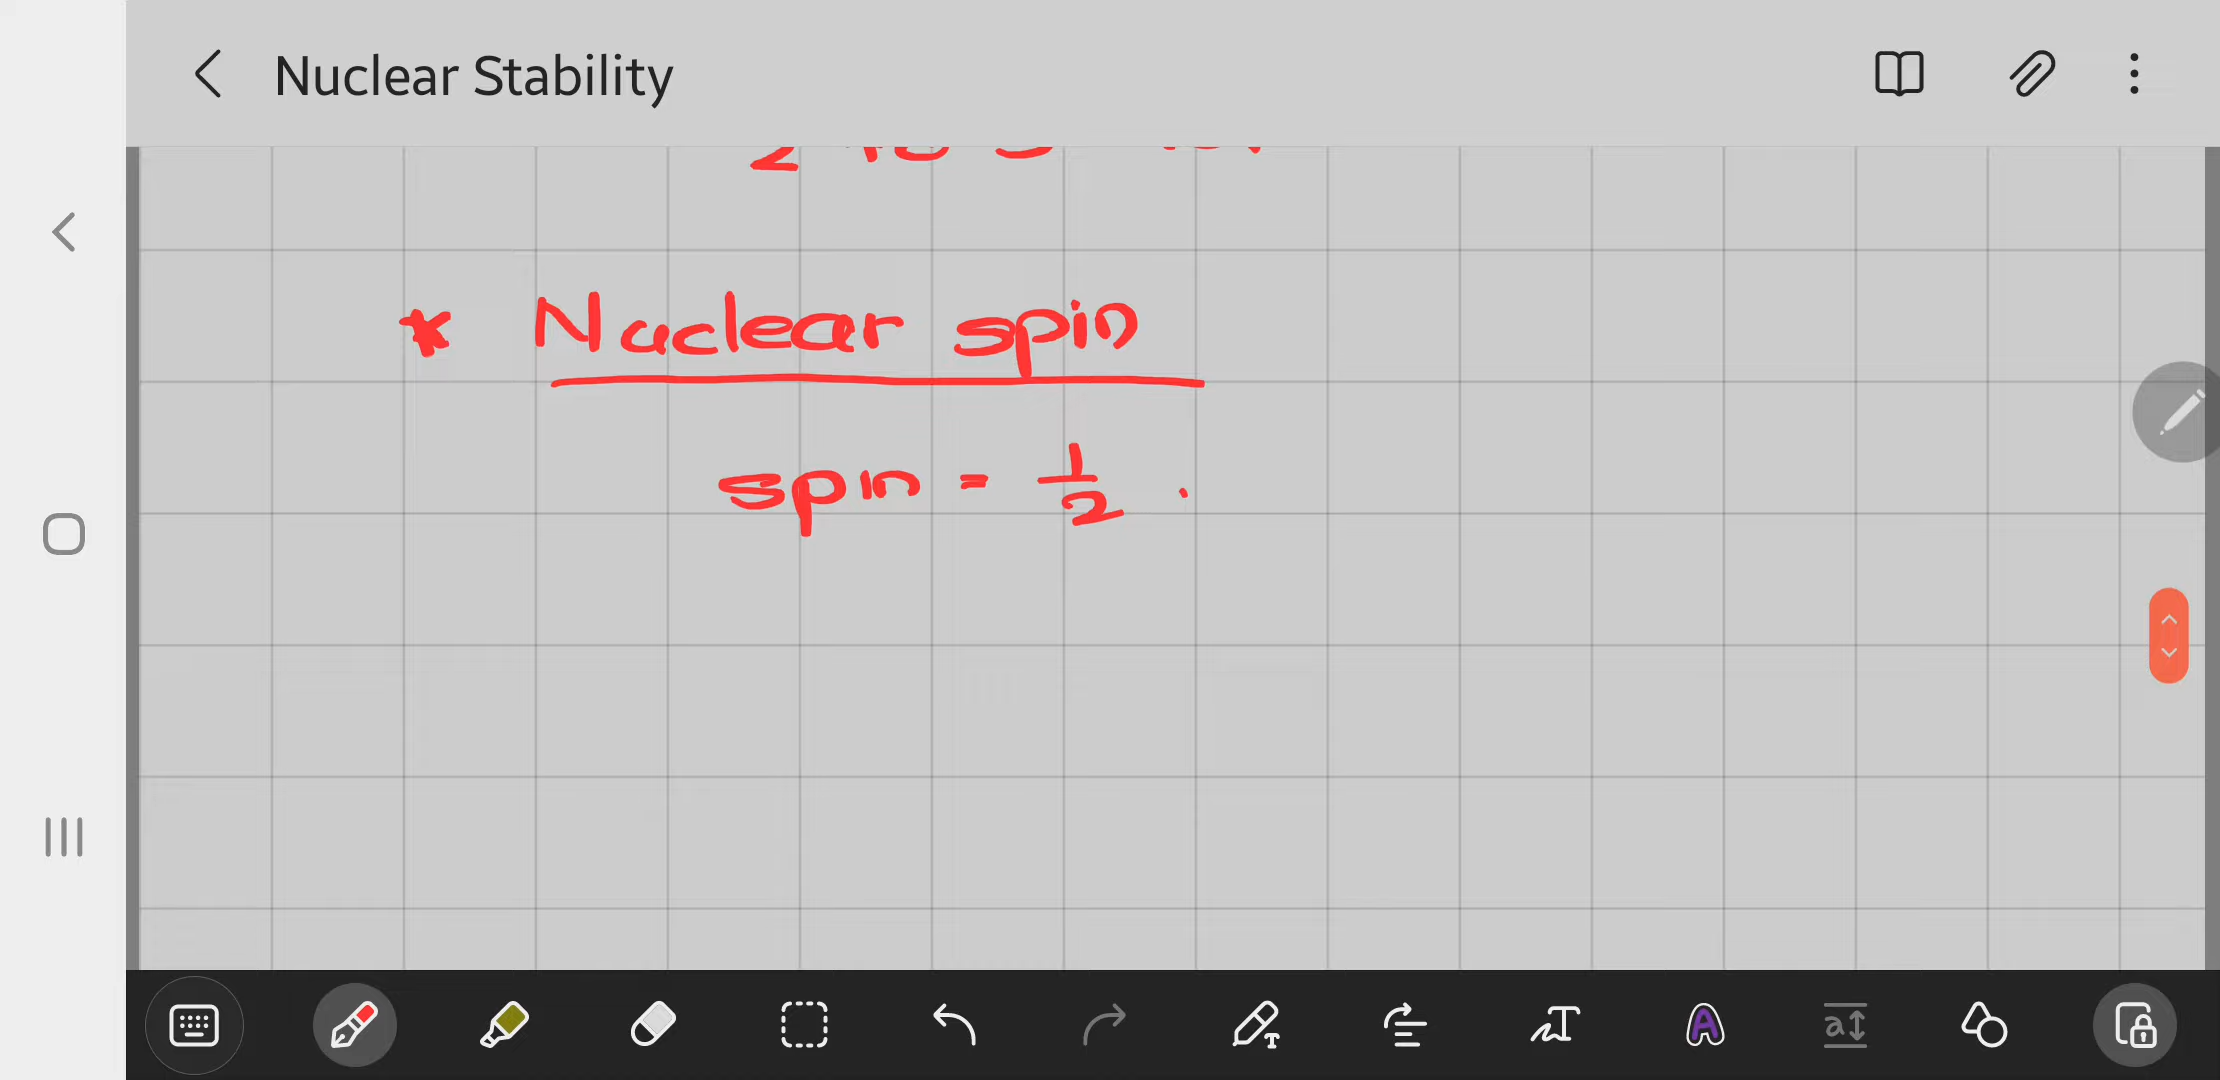 Nuclear Stability
* Nuclear spin
spin = 1/2 .